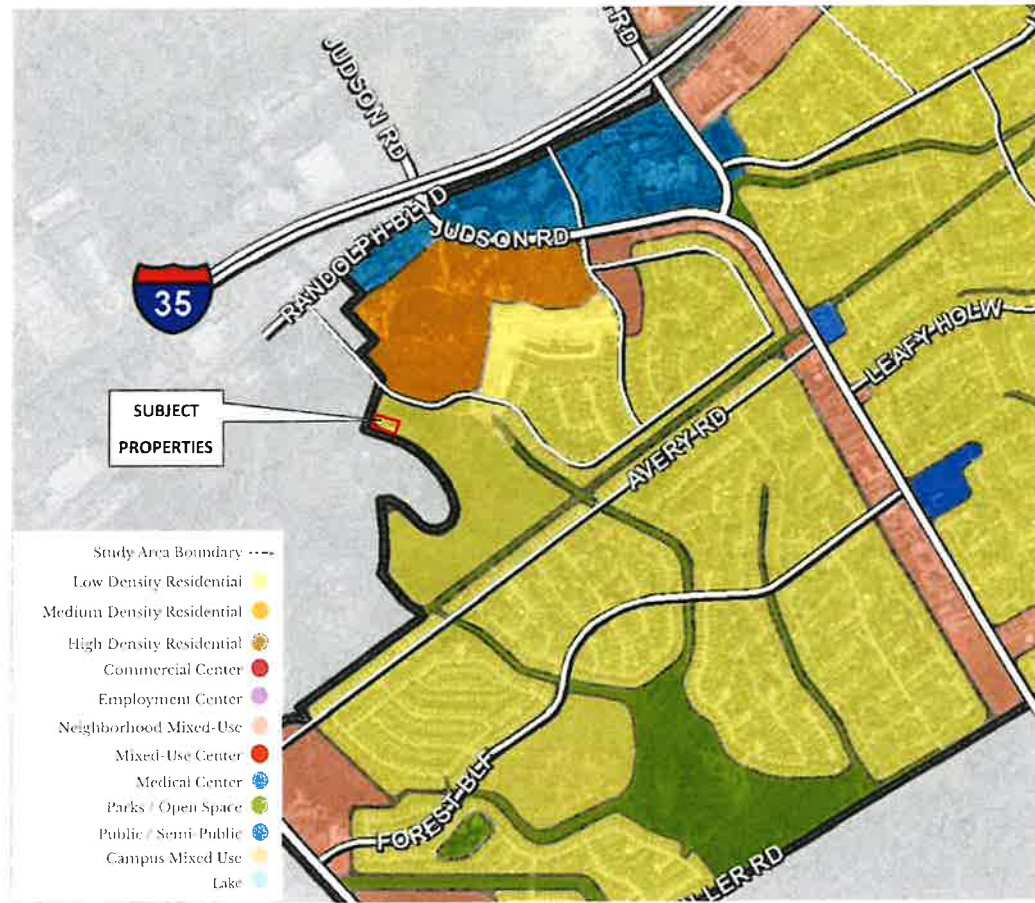 JUDSON RD
RANDOLPH BLVD
JUDSON RD
35
LEAFY HOLW
SUBJECT
PROPERTIES
AVERY RD
Study Area Boundary
Low Density Residential
Medium Density Residential
High Density Residential
Commercial Center
Employment Center
Neighborhood Mixed-Use
Mixed-Use Center
Medical Center
Parks / Open Space
Public / Semi-Public
Campus Mixed Use
Lake
FOREST BLF
RD